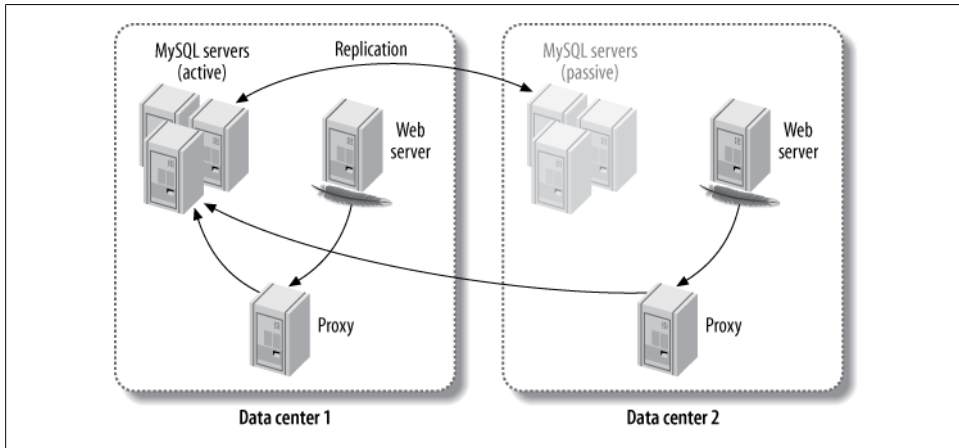 MySQL servers
(active)
Replication
MySQL servers
(passive)
Web
server
Web
server
Proxy
Proxy
Data center 1
Data center 2